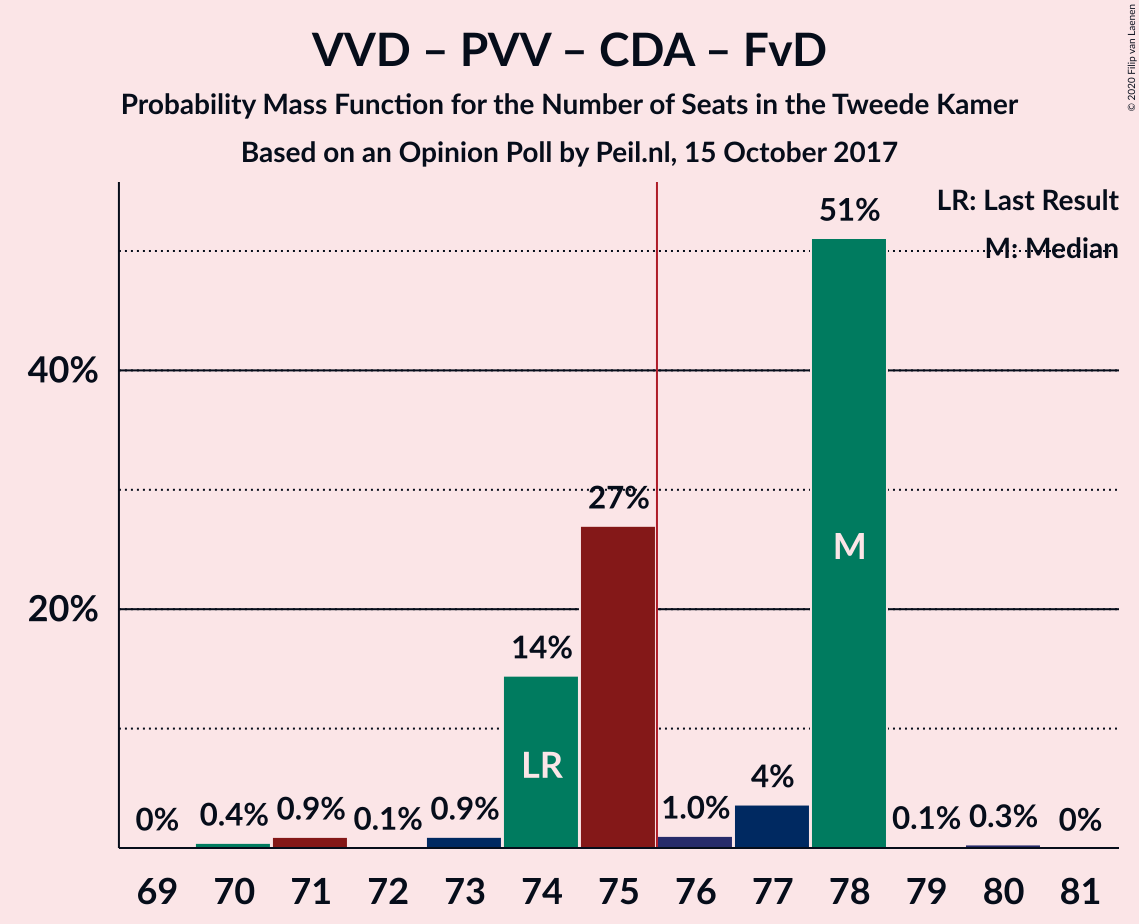 VVD – PVV – CDA – FvD
Probability Mass Function for the Number of Seats in the Tweede Kamer
Based on an Opinion Poll by Peil.nl, 15 October 2017
© 2020 Filip van Laenen
LR: Last Result
M: Median
51%
40%
27%
M
20%
14%
LR
0%
0.4%
0.9%
0.1%
0.9%
1.0%
4%
0.1%
0.3%
0%
69 70 71 72 73 74 75 76 77 78 79 80 81